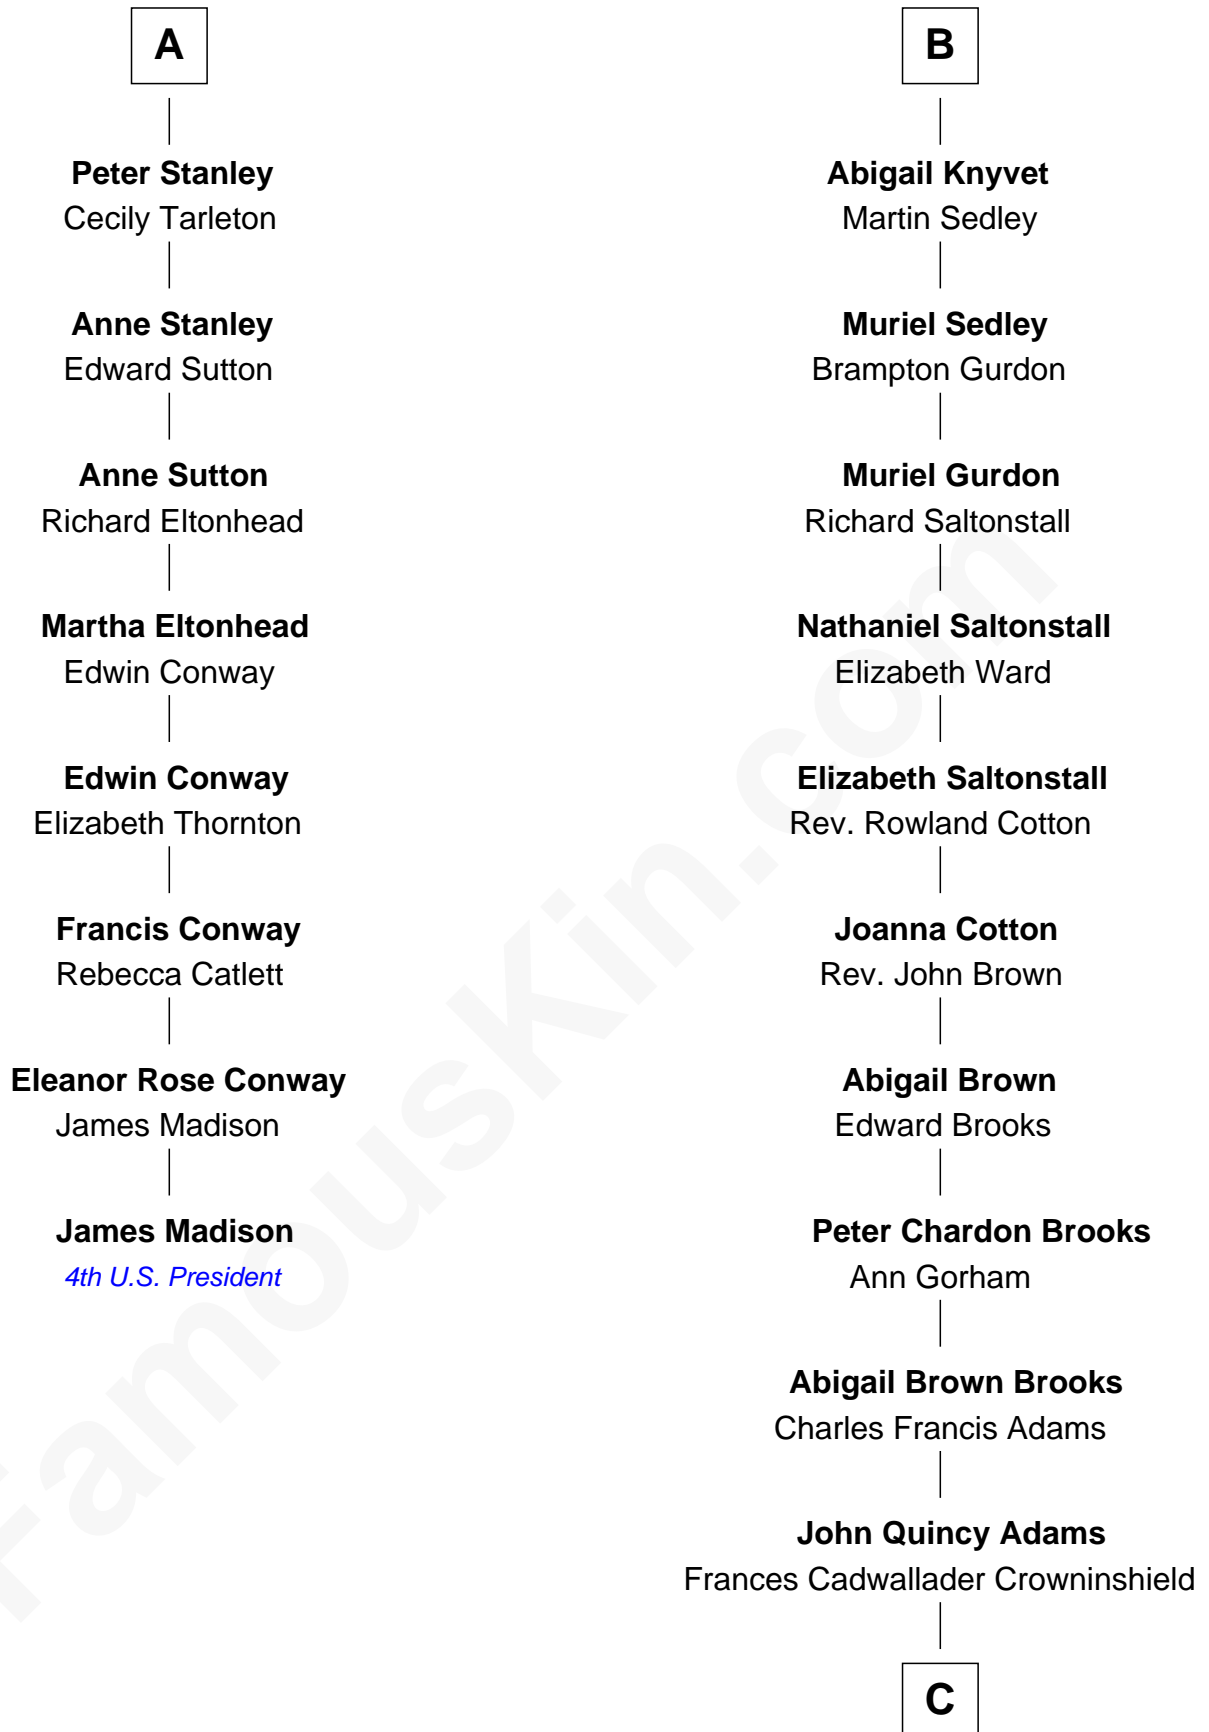 A
Peter Stanley
Cecily Tarleton
Anne Stanley
Edward Sutton
Anne Sutton
Richard Eltonhead
Martha Eltonhead
Edwin Conway
Edwin Conway
Elizabeth Thornton
Francis Conway
Rebecca Catlett
Eleanor Rose Conway
James Madison
James Madison
4th U.S. President
B
Abigail Knyvet
Martin Sedley
Muriel Sedley
Brampton Gurdon
Muriel Gurdon
Richard Saltonstall
Nathaniel Saltonstall
Elizabeth Ward
Elizabeth Saltonstall
Rev. Rowland Cotton
Joanna Cotton
Rev. John Brown
Abigail Brown
Edward Brooks
Peter Chardon Brooks
Ann Gorham
Abigail Brown Brooks
Charles Francis Adams
John Quincy Adams
Frances Cadwallader Crowninshield
C
FamousKin.com